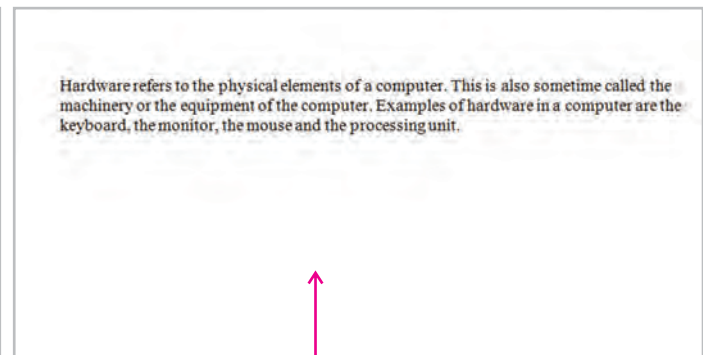 Hardware refers to the physical elements of a computer. This is also sometime called the
machinery or the equipment of the computer. Examples of hardware in a computer are the
keyboard, the monitor, the mouse and the processing unit.